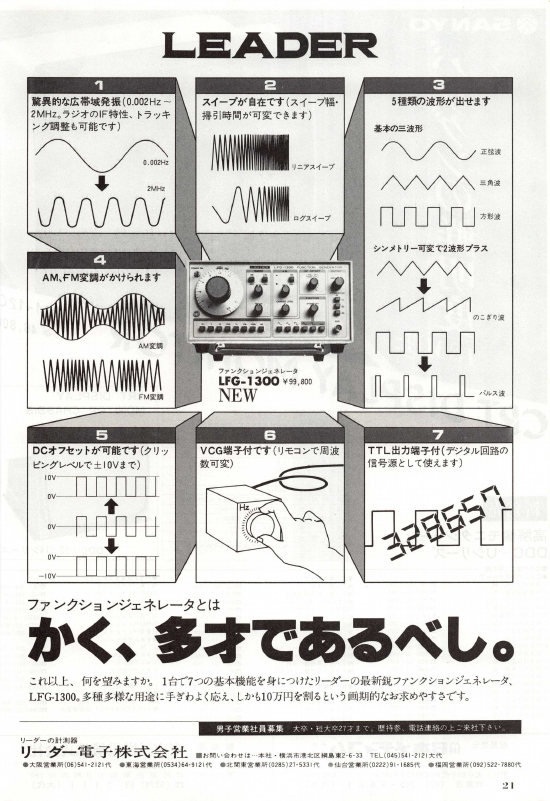 LEADER
1
驚異的な広帯域発振(0.002Hz～
2MHz。ラジオのIF特性、トラッキ
ング調整も可能です)
0.002Hz
2MHz
2
スイープが自在です(スイープ幅・
掃引時間が可変できます)
リニアスイープ
ログスイープ
3
5種類の波形が出せます
基本の三波形
正弦波
三角波
方形波
シンメトリー可変で2波形プラス
のこぎり波
パルス波
4
AM、FM変調がかけられます
AM変調
FM変調
LFG-1300 FUNCTION GENERATOR
ファンクションジェネレータ
LFG-1300 ¥99,800
NEW
5
DCオフセットが可能です(クリッ
ピングレベルで±10Vまで)
10V
0V
0V
0V
-10V
6
VCG端子付です(リモコンで周波
数可変)
Hz
7
TTL出力端子付(デジタル回路の
信号源として使えます)
328657
ファンクションジェネレータとは
かく、多才であるべし。
これ以上、何を望みますか。1台で7つの基本機能を身につけたリーダーの最新鋭ファンクションジェネレータ、
LFG-1300。多種多様な用途に手ぎわよく応え、しかも10万円を割るという画期的なお求めやすさです。
男子営業社員募集 大卒・短大卒27才まで。歴持参、電話連絡の上ご来社下さい。
リーダーの計測器
リーダー電子株式会社 ■お問い合わせは…本社・横浜市港北区綱島東2-6-33 TEL.(045)541-2121大代
●大阪営業所(06)541-2121代 ●東海営業所(0534)64-9121代 ●北関東営業所(0285)27-5331代 ●仙台営業所(0222)91-1685代 ●福岡営業所(092)522-7880代
21